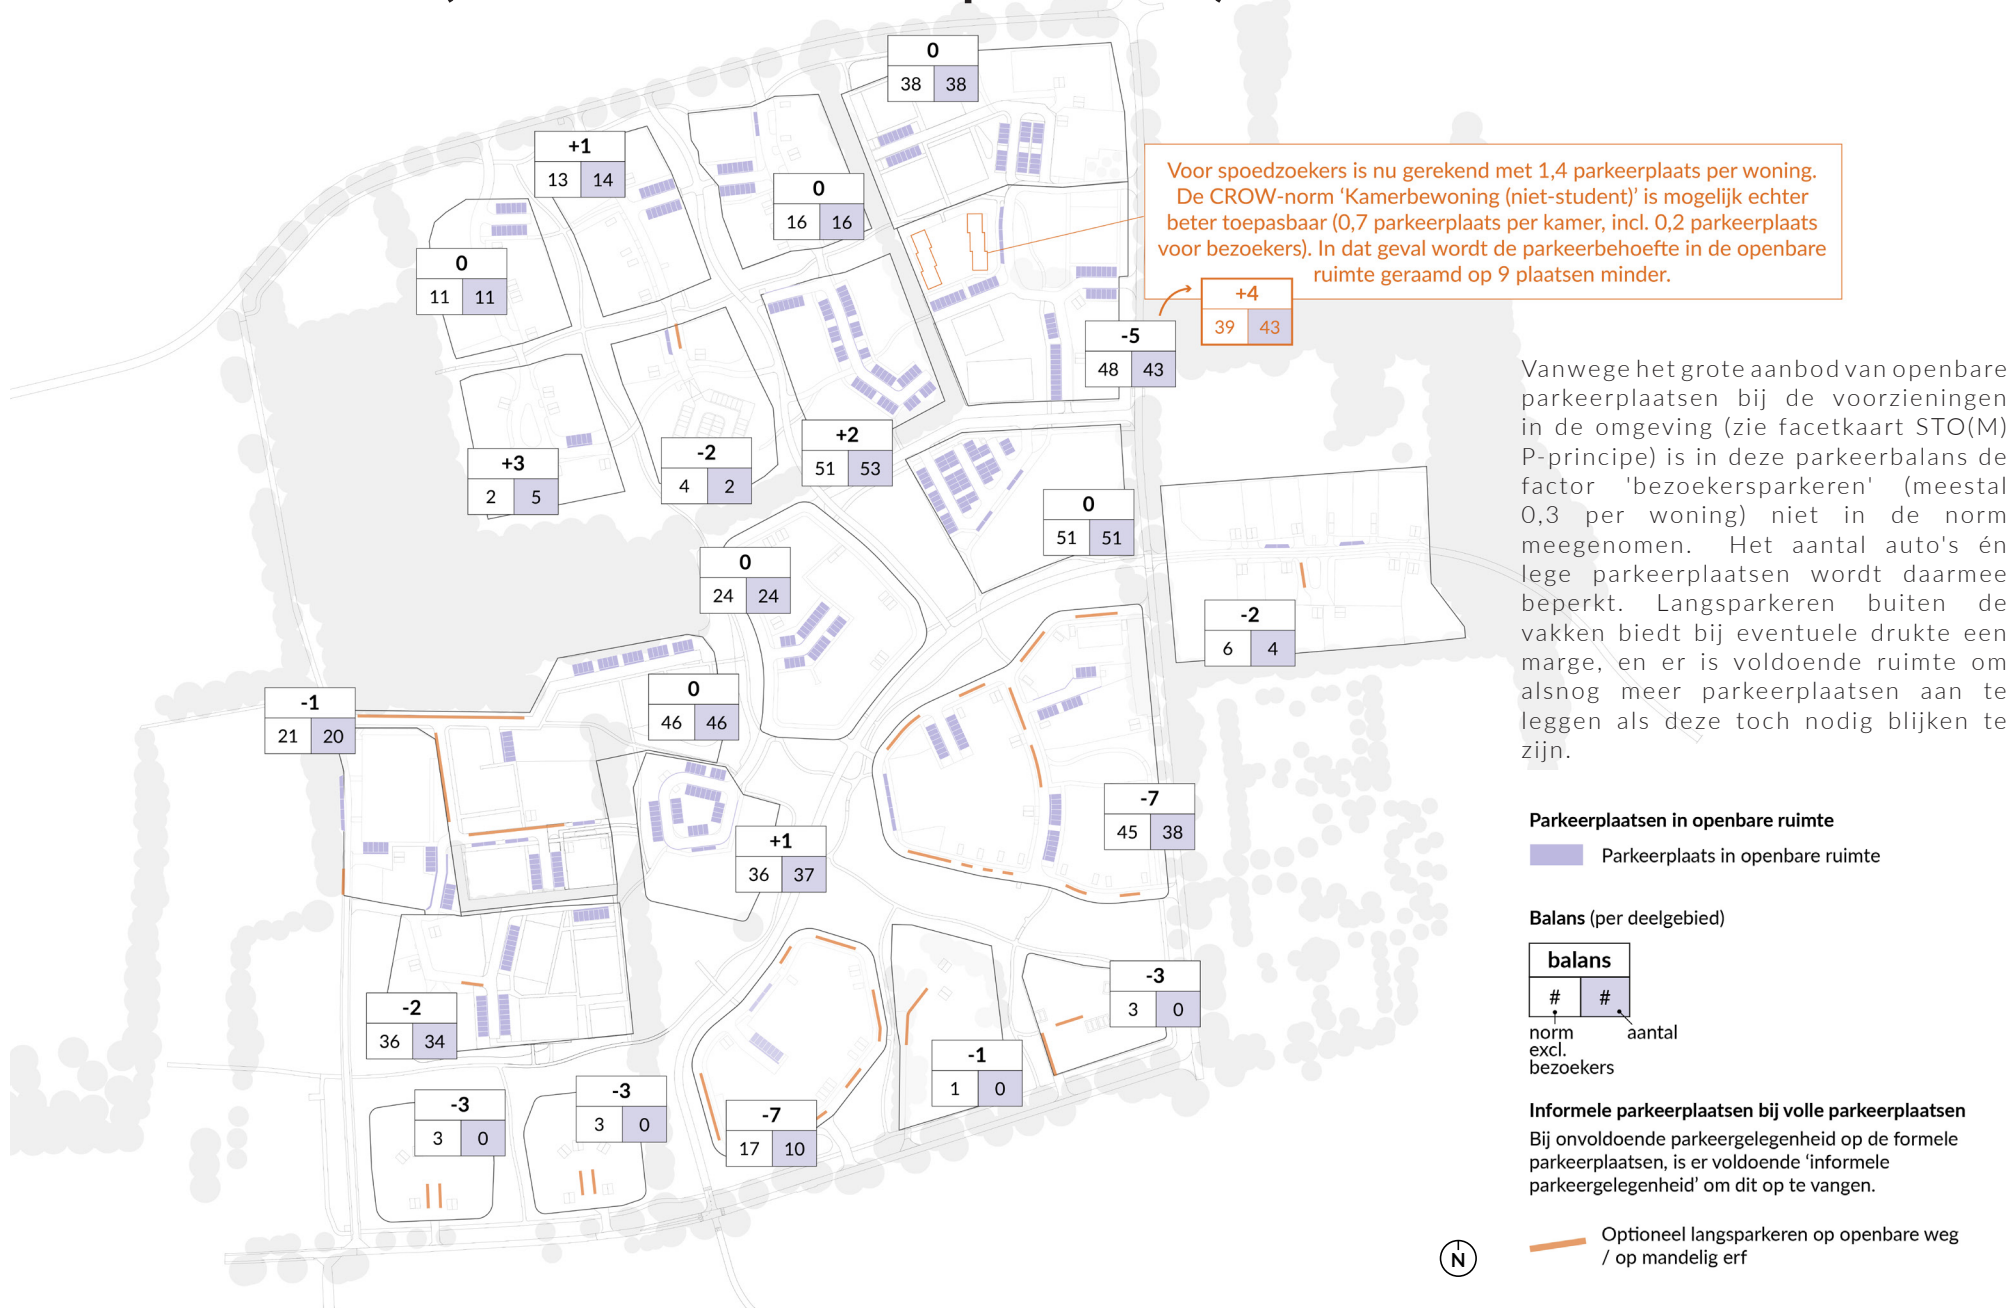 0
38 38
+1
13 14
0
16 16
Voor spoedzoekers is nu gerekend met 1,4 parkeerplaats per woning.
De CROW-norm ‘Kamerbewoning (niet-student)’ is mogelijk echter
beter toepasbaar (0,7 parkeerplaats per kamer, incl. 0,2 parkeerplaats
voor bezoekers). In dat geval wordt de parkeerbehoefte in de openbare
ruimte geraamd op 9 plaatsen minder.
0
11 11
+4
39 43
-5
48 43
+3
2 5
-2
4 2
+2
51 53
0
51 51
0
24 24
-2
6 4
-1
21 20
0
46 46
-7
45 38
+1
36 37
-2
36 34
-3
3 0
-1
1 0
-3
3 0
-3
3 0
-7
17 10
N
Vanwege het grote aanbod van openbare
parkeerplaatsen bij de voorzieningen
in de omgeving (zie facetkaart STO(M)
P-principe) is in deze parkeerbalans de
factor 'bezoekersparkeren' (meestal
0,3 per woning) niet in de norm
meegenomen. Het aantal auto's én
lege parkeerplaatsen wordt daarmee
beperkt. Langsparkeren buiten de
vakken biedt bij eventuele drukte een
marge, en er is voldoende ruimte om
alsnog meer parkeerplaatsen aan te
leggen als deze toch nodig blijken te
zijn.
Parkeerplaatsen in openbare ruimte
Parkeerplaats in openbare ruimte
Balans (per deelgebied)
balans
# #
norm aantal
excl.
bezoekers
Informele parkeerplaatsen bij volle parkeerplaatsen
Bij onvoldoende parkeergelegenheid op de formele
parkeerplaatsen, is er voldoende ‘informele
parkeergelegenheid’ om dit op te vangen.
Optioneel langsparkeren op openbare weg
/ op mandelig erf